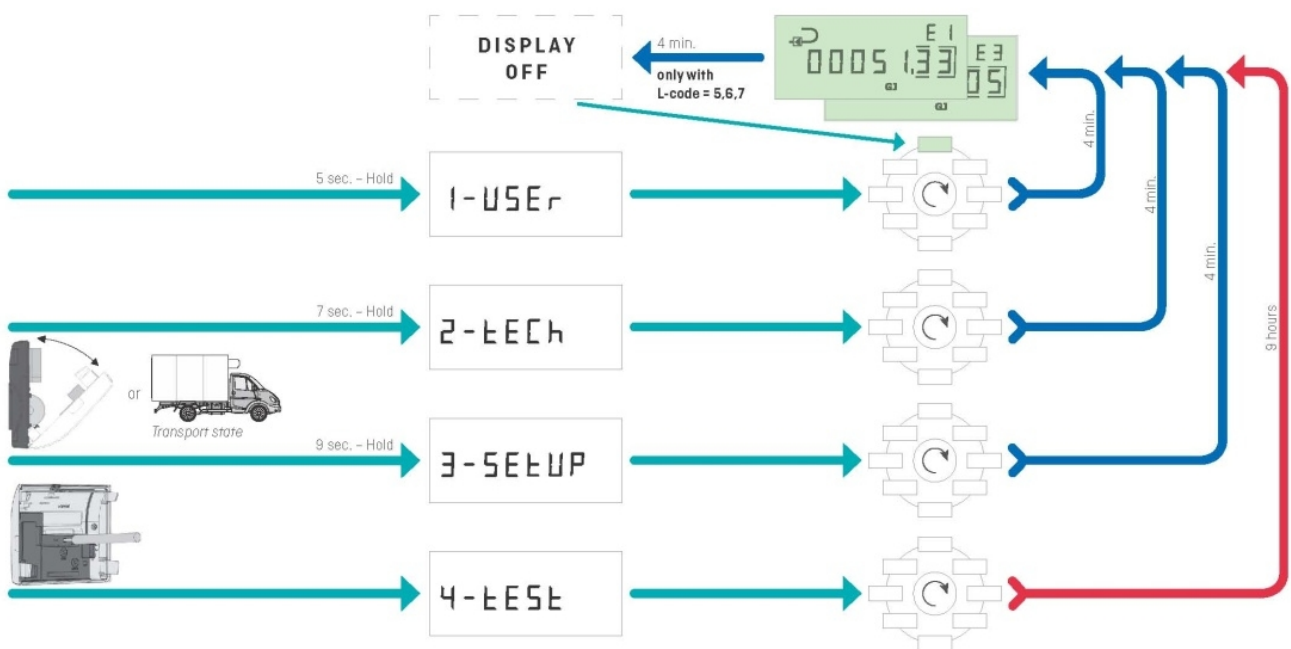 DISPLAY
OFF
4 min.
only with
L-code = 5,6,7
E1
00051,33
GJ
E3
05
GJ
5 sec. – Hold
1-USEr
4 min.
7 sec. – Hold
2-tECh
4 min.
or
Transport state
9 sec. – Hold
3-SEtUP
4 min.
4-tESt
9 hours